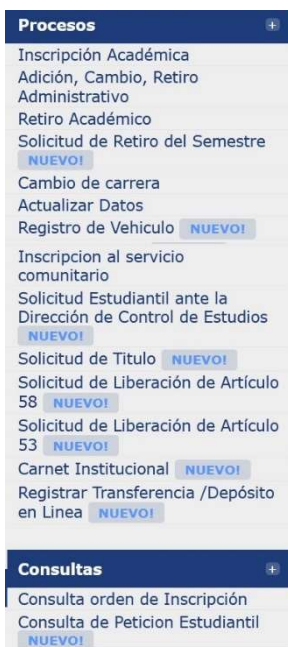 Procesos
Inscripción Académica
Adición, Cambio, Retiro
Administrativo
Retiro Académico
Solicitud de Retiro del Semestre
NUEVO!
Cambio de carrera
Actualizar Datos
Registro de Vehiculo NUEVO!
Inscripcion al servicio
comunitario
Solicitud Estudiantil ante la
Dirección de Control de Estudios
NUEVO!
Solicitud de Titulo NUEVO!
Solicitud de Liberación de Artículo
58 NUEVO!
Solicitud de Liberación de Artículo
53 NUEVO!
Carnet Institucional NUEVO!
Registrar Transferencia /Depósito
en Linea NUEVO!
Consultas
Consulta orden de Inscripción
Consulta de Peticion Estudiantil
NUEVO!